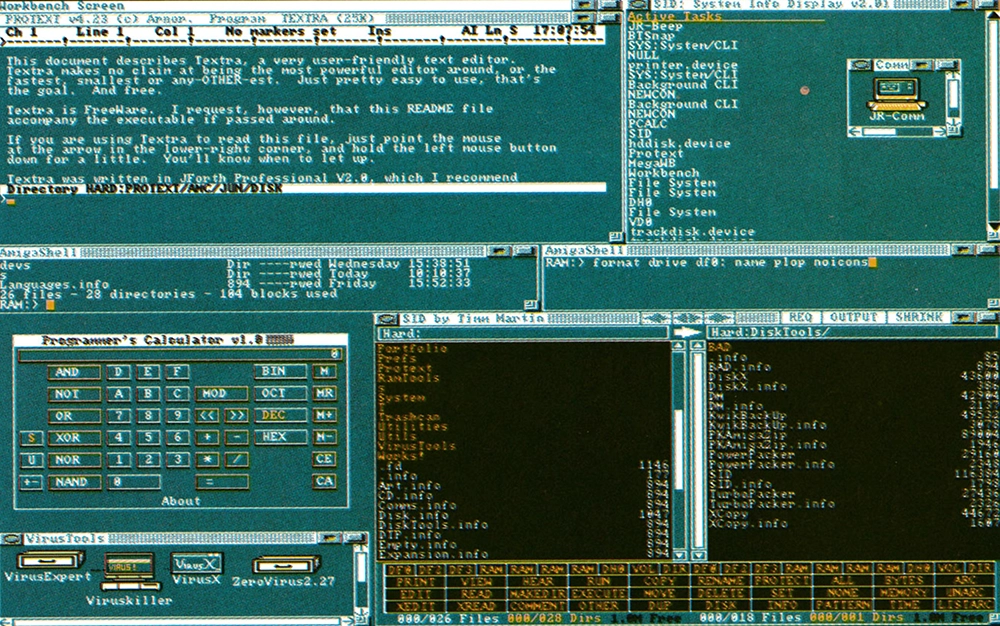 Workbench Screen
PROTEXT v4.23 (c) Arnor. Program TEXTRA (25K)
Ch 1 Line 1 Col 1 No markers set Ins AI Ln,S 17:07:54
This document describes Textra, a very user-friendly text editor.
Textra makes no claim at being the most powerful editor around, or the
fastest, smallest or any-OTHER-est. Just pretty easy to use, that's
the goal. And free.
Textra is FreeWare. I request, however, that this README file
accompany the executable if passed around.
If you are using Textra to read this file, just point the mouse
at the arrow in the lower-right corner, and hold the left mouse button
down for a little. You'll know when to let up.
Textra was written in JForth Professional V2.0, which I recommend
Directory HARD:PROTEXT/AMC/JUN/DISK
>
SID: System Info Display v2.01
Active Tasks
JR-Beep
BTSnap
SYS:System/CLI
NULL
printer.device
SYS:System/CLI
Background CLI
NEWCON
Background CLI
NEWCON
PCALC
SID
hddisk.device
Protext
MegaWB
Workbench
File System
File System
DH0
File System
VD0
trackdisk.device
Comm
JR-Comm
AmigaShell
devs Dir ----rwed Wednesday 15:38:51
s Dir ----rwed Today 10:10:37
Languages.info 894 ----rwed Friday 15:52:33
26 files - 28 directories - 104 blocks used
RAM:>
AmigaShell
RAM:> format drive df0: name plop noicons
Programmer's Calculator v1.0
0
AND D E F BIN M
NOT A B C MOD OCT MR
OR 7 8 9 << >> DEC M+
S XOR 4 5 6 + - HEX M-
U NOR 1 2 3 * / CE
+- NAND 0 = CA
About
VirusTools
VirusExpert
VIRUS!
Viruskiller
VirusX
VirusX
ZeroVirus2.27
SID by Timm Martin REQ OUTPUT SHRINK
Hard:
Portfolio
Prefs
Protext
RamTools
s
System
t
Trashcan
Utilities
Utils
VirusTools
Works!
.fd 1146
.info
Art.info 894
CD.info 894
Comms.info 894
Disk.info
DiskTools.info 894
DIP.info 894
Empty.info 894
Expansion.info 894
Hard:DiskTools/
BAD
.info
BAD.info 894
DiskX
DiskX.info
DM
DM.info
KwikBackUp
KwikBackUp.info
PKAmigaZip
PKAmigaZip.info
PowerPacker
PowerPacker.info
SID
SID.info
TurboPacker
TurboPacker.info
XCopy
XCopy.info
DF0 DF2 DF3 RAM RAM RAM RAM DH0 VOL DIR DF0 DF2 DF3 RAM RAM RAM RAM DH0 VOL DIR
PRINT VIEW HEAR RUN COPY RENAME PROTECT ALL BYTES ARC
EDIT READ MAKEDIR EXECUTE MOVE DELETE SET NONE MEMORY UNARC
XEDIT XREAD COMMENT OTHER DUP DISK INFO PATTERN TIME LISTARC
000/026 Files 000/028 Dirs 1.0M Free 000/018 Files 000/001 Dirs 1.0M Free